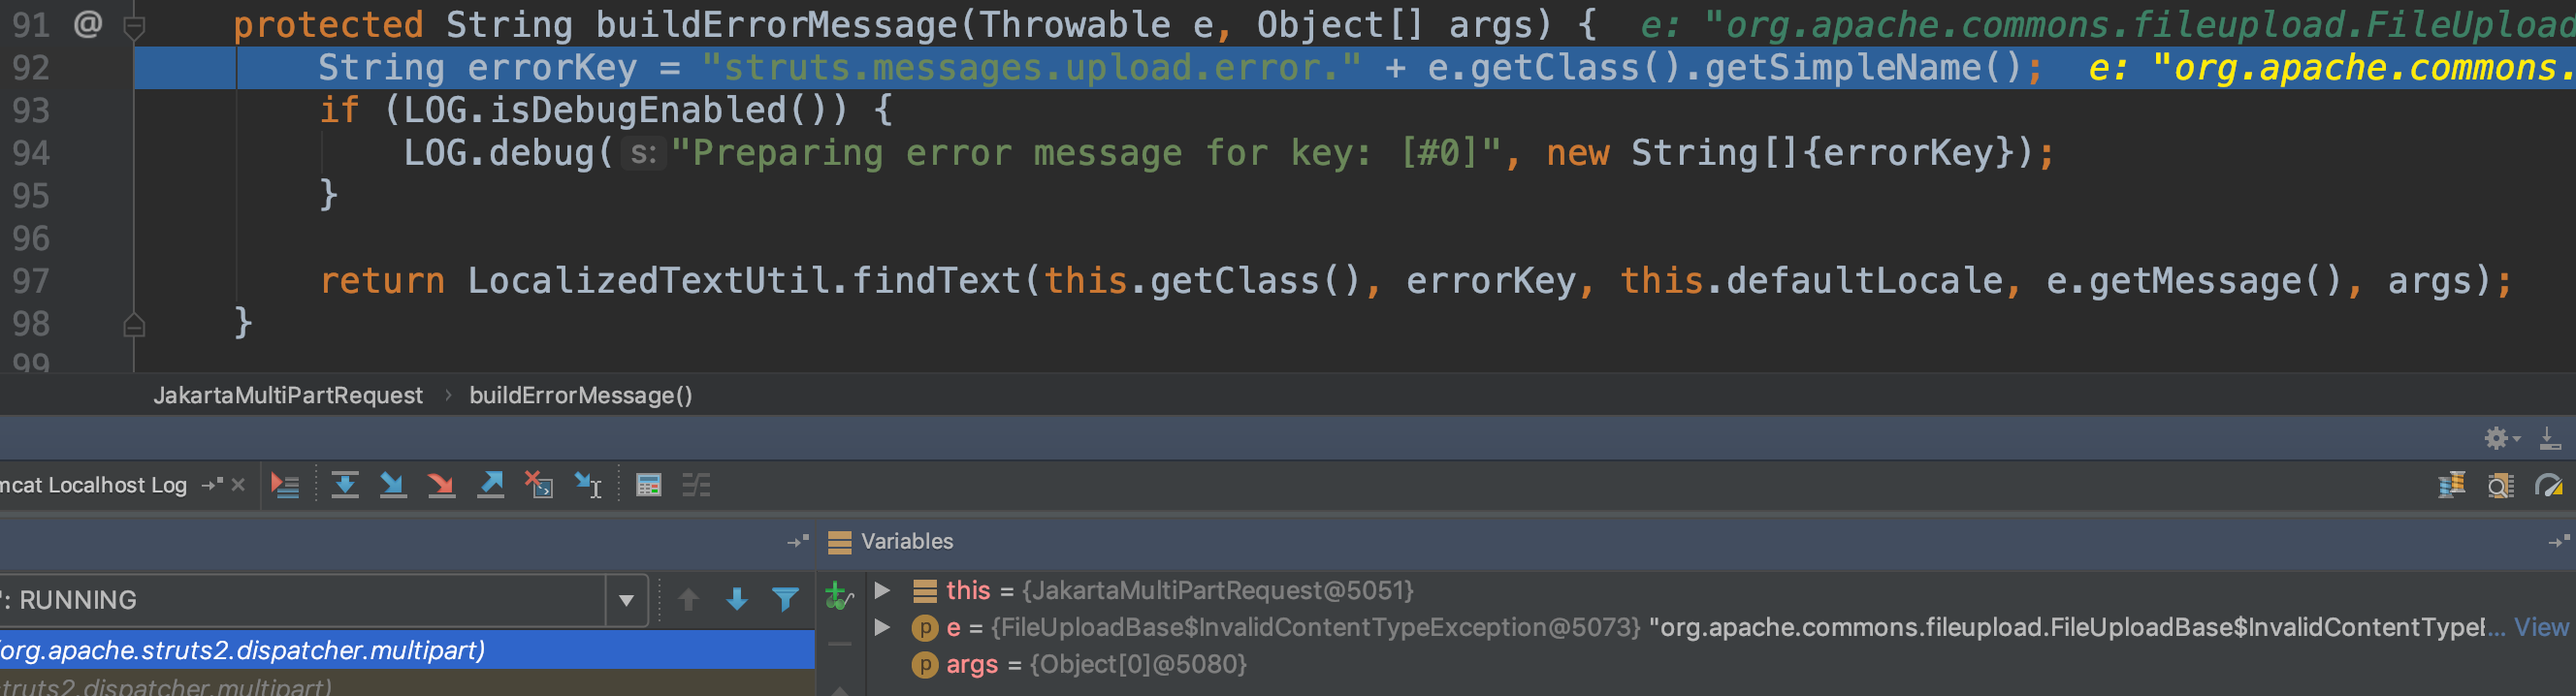 91 @ protected String buildErrorMessage(Throwable e, Object[] args) { e: "org.apache.commons.fileupload.FileUpload
92 String errorKey = "struts.messages.upload.error." + e.getClass().getSimpleName(); e: "org.apache.commons.
93 if (LOG.isDebugEnabled()) {
94 LOG.debug( s: "Preparing error message for key: [#0]", new String[]{errorKey});
95 }
96
97 return LocalizedTextUtil.findText(this.getClass(), errorKey, this.defaultLocale, e.getMessage(), args);
98 }
99
JakartaMultiPartRequest › buildErrorMessage()
mcat Localhost Log
Variables
": RUNNING
this = {JakartaMultiPartRequest@5051}
e = {FileUploadBase$InvalidContentTypeException@5073} "org.apache.commons.fileupload.FileUploadBase$InvalidContentTypeE... View
(org.apache.struts2.dispatcher.multipart)
args = {Object[0]@5080}
truts2.dispatcher.multipart)